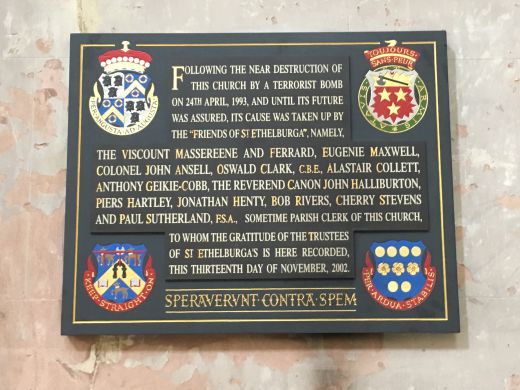 TOUJOURS
SANS PEUR
PER ANGUSTA AD AUGUSTA
FOLLOWING THE NEAR DESTRUCTION OF
THIS CHURCH BY A TERRORIST BOMB
ON 24TH APRIL, 1993, AND UNTIL ITS FUTURE
WAS ASSURED, ITS CAUSE WAS TAKEN UP BY
THE "FRIENDS OF ST ETHELBURGA", NAMELY,
THE VISCOUNT MASSEREENE AND FERRARD, EUGENIE MAXWELL,
COLONEL JOHN ANSELL, OSWALD CLARK, C.B.E., ALASTAIR COLLETT,
ANTHONY GEIKIE-COBB, THE REVEREND CANON JOHN HALLIBURTON,
PIERS HARTLEY, JONATHAN HENTY, BOB RIVERS, CHERRY STEVENS
AND PAUL SUTHERLAND, F.S.A., SOMETIME PARISH CLERK OF THIS CHURCH,
TO WHOM THE GRATITUDE OF THE TRUSTEES
OF ST ETHELBURGA'S IS HERE RECORDED,
THIS THIRTEENTH DAY OF NOVEMBER, 2002.
KEEP STRAIGHT ON
PER ARDUA STABILIS
SPERAVERVNT CONTRA SPEM